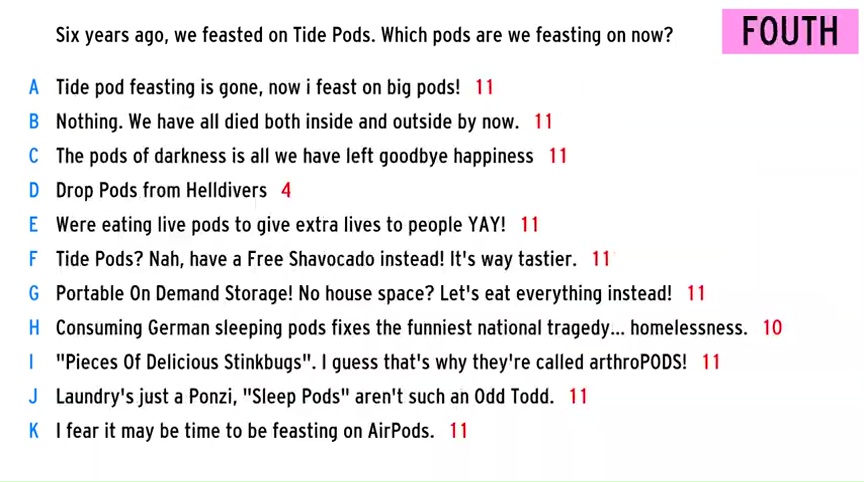 Six years ago, we feasted on Tide Pods. Which pods are we feasting on now?
FOUTH
A Tide pod feasting is gone, now i feast on big pods! 11
B Nothing. We have all died both inside and outside by now. 11
C The pods of darkness is all we have left goodbye happiness 11
D Drop Pods from Helldivers 4
E Were eating live pods to give extra lives to people YAY! 11
F Tide Pods? Nah, have a Free Shavocado instead! It's way tastier. 11
G Portable On Demand Storage! No house space? Let's eat everything instead! 11
H Consuming German sleeping pods fixes the funniest national tragedy... homelessness. 10
I "Pieces Of Delicious Stinkbugs". I guess that's why they're called arthroPODS! 11
J Laundry's just a Ponzi, "Sleep Pods" aren't such an Odd Todd. 11
K I fear it may be time to be feasting on AirPods. 11